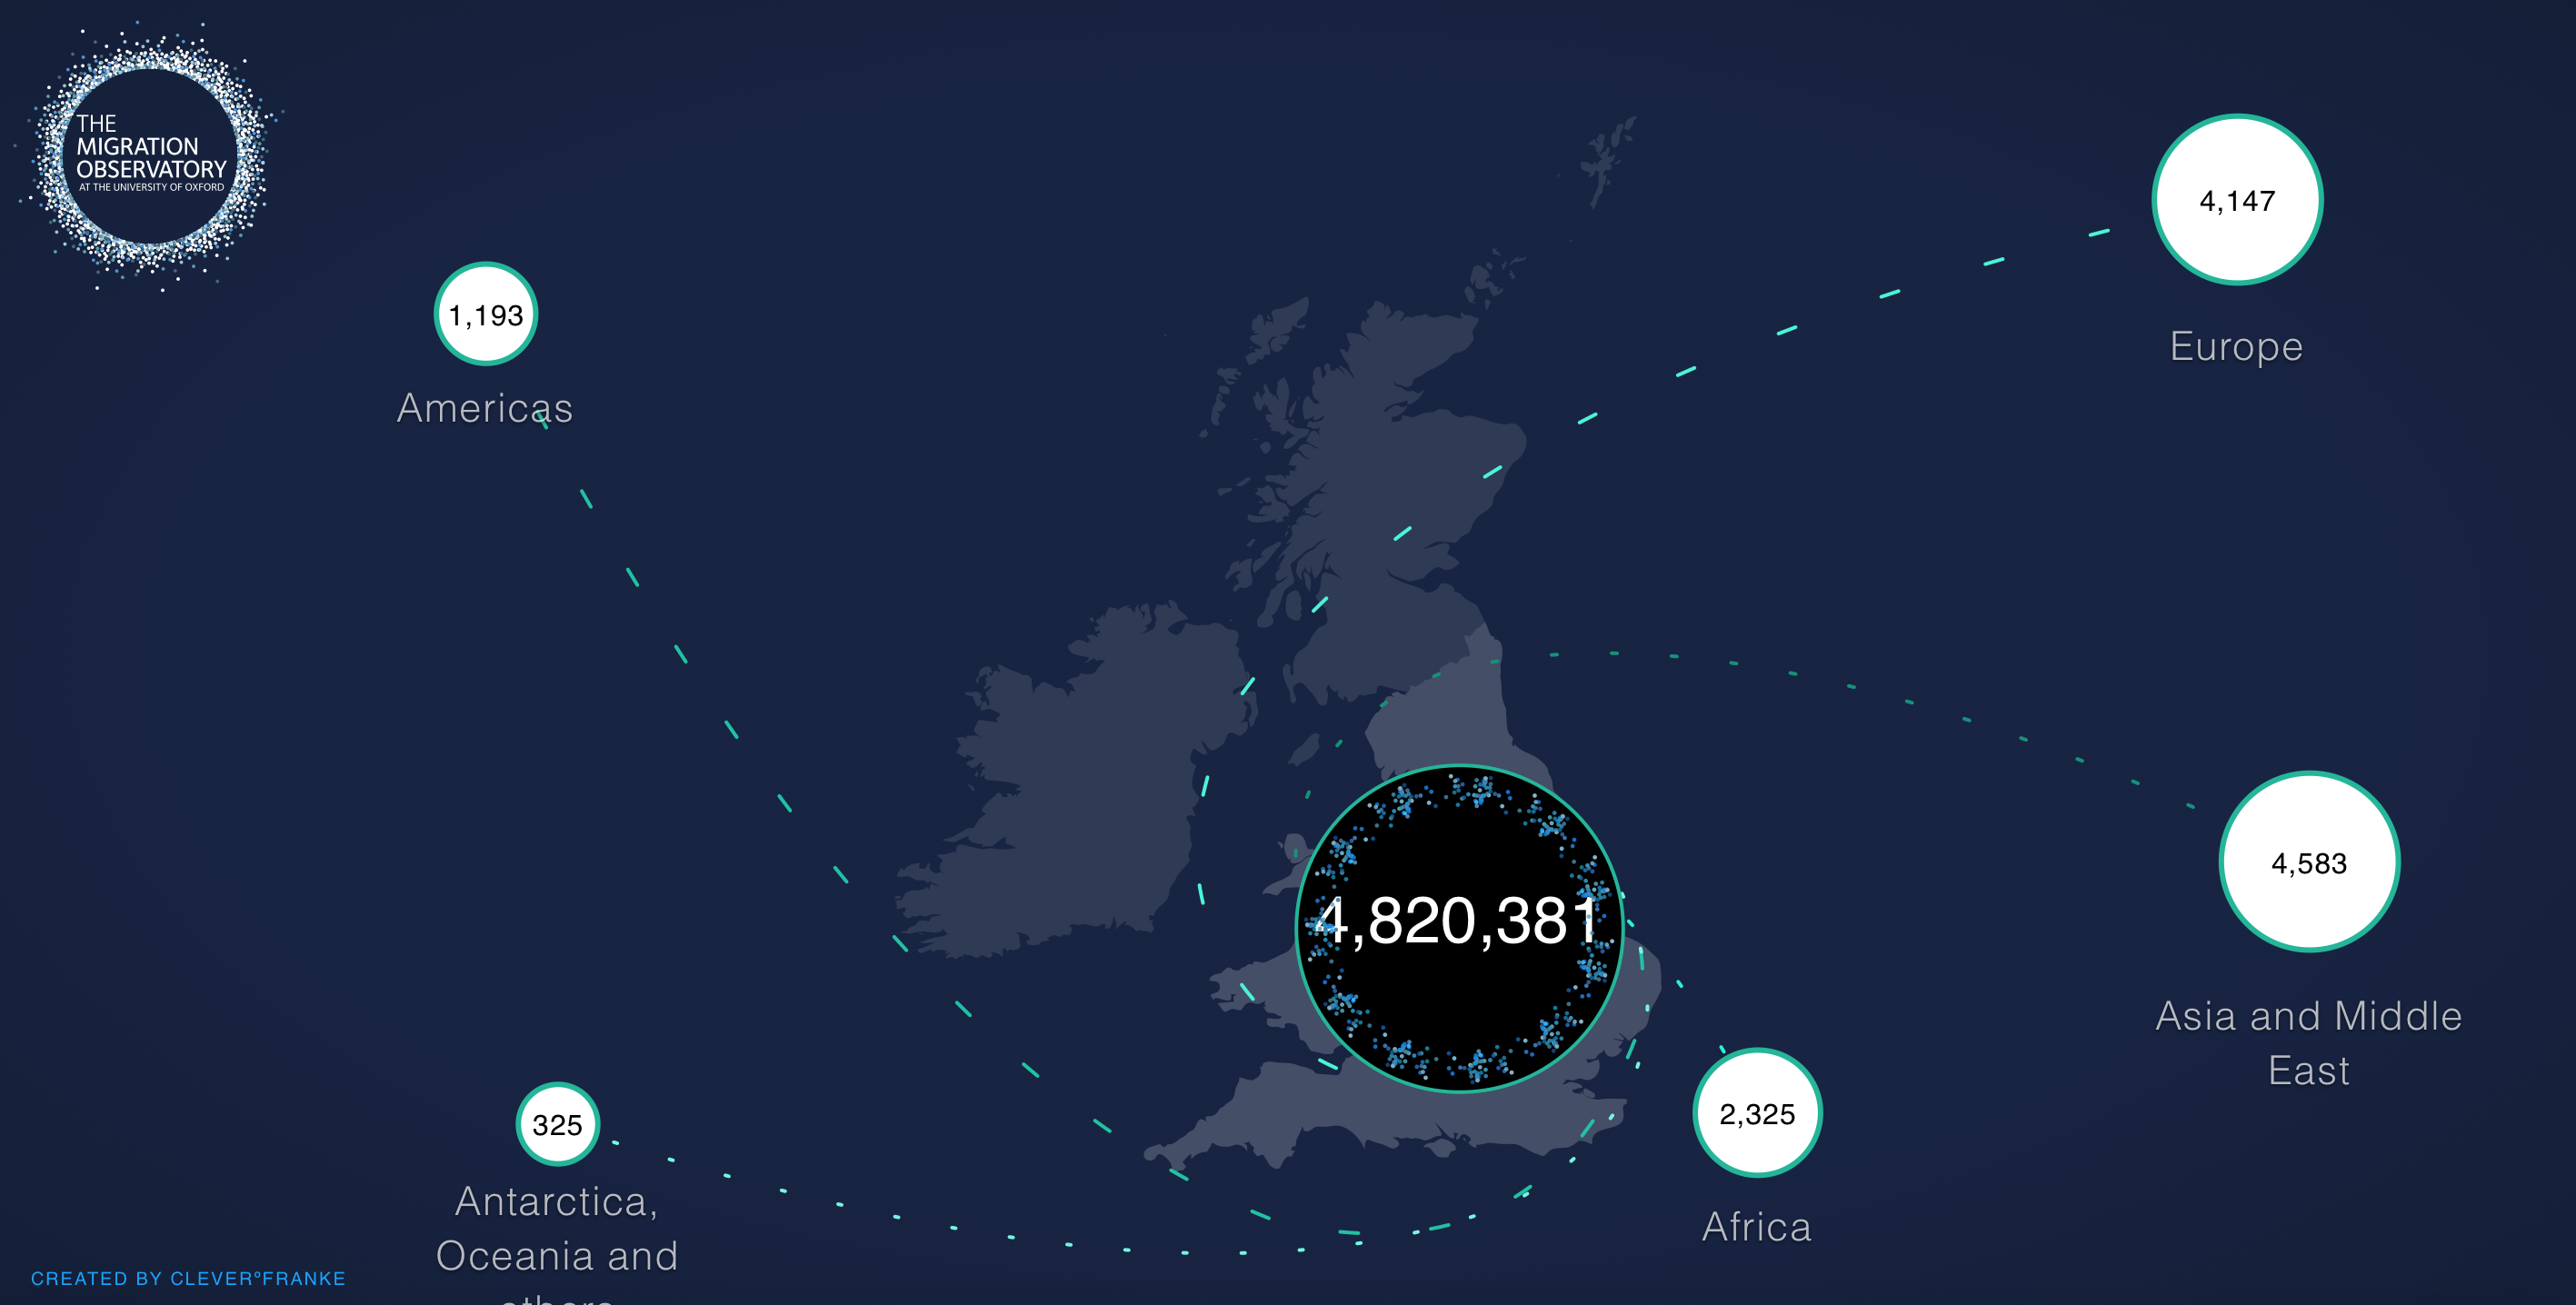 THE
MIGRATION
OBSERVATORY
AT THE UNIVERSITY OF OXFORD
4,147
Europe
1,193
Americas
4,583
Asia and Middle
East
4,820,381
2,325
Africa
325
Antarctica,
Oceania and
others
CREATED BY CLEVER°FRANKE